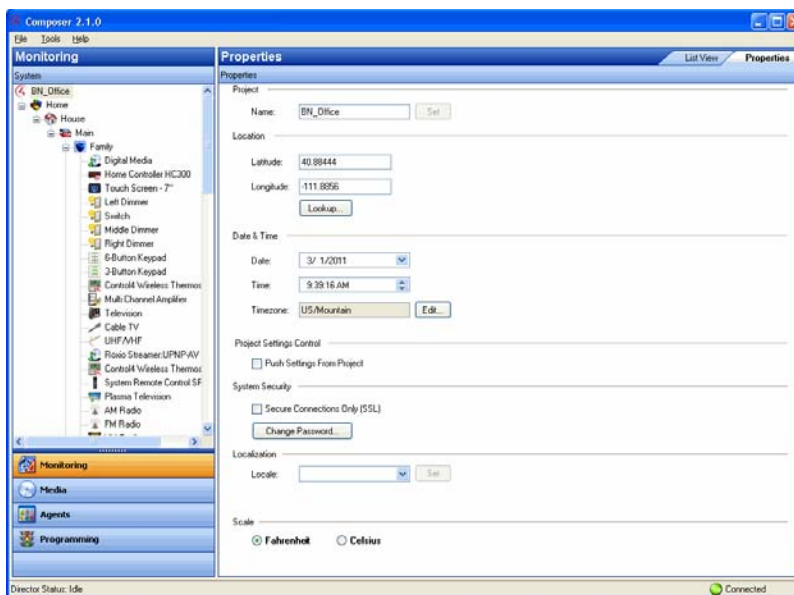 Composer 2.1.0
File Tools Help
Monitoring
Properties
List View
Properties
System
Properties
BN_Office
Home
House
Main
Family
Digital Media
Home Controller HC300
Touch Screen - 7"
Left Dimmer
Switch
Middle Dimmer
Right Dimmer
6-Button Keypad
3-Button Keypad
Control4 Wireless Thermos
Multi Channel Amplifier
Television
Cable TV
UHF/VHF
Roxio Streamer:UPNP-AV
Control4 Wireless Thermos
System Remote Control SF
Plasma Television
AM Radio
FM Radio
Monitoring
Media
Agents
Programming
Project
Name: BN_Office Set
Location
Latitude: 40.88444
Longitude: -111.8856
Lookup...
Date & Time
Date: 3/ 1/2011
Time: 9:39:16 AM
Timezone: US/Mountain Edit...
Project Settings Control
Push Settings From Project
System Security
Secure Connections Only (SSL)
Change Password...
Localization
Locale: Set
Scale
Fahrenheit Celsius
Director Status: Idle
Connected